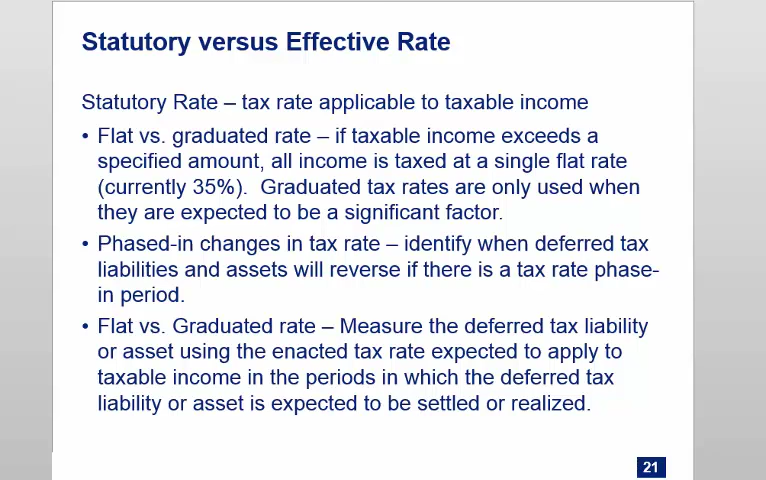 Statutory versus Effective Rate
Statutory Rate – tax rate applicable to taxable income
• Flat vs. graduated rate – if taxable income exceeds a
specified amount, all income is taxed at a single flat rate
(currently 35%).  Graduated tax rates are only used when
they are expected to be a significant factor.
• Phased-in changes in tax rate – identify when deferred tax
liabilities and assets will reverse if there is a tax rate phase-
in period.
• Flat vs. Graduated rate – Measure the deferred tax liability
or asset using the enacted tax rate expected to apply to
taxable income in the periods in which the deferred tax
liability or asset is expected to be settled or realized.
21